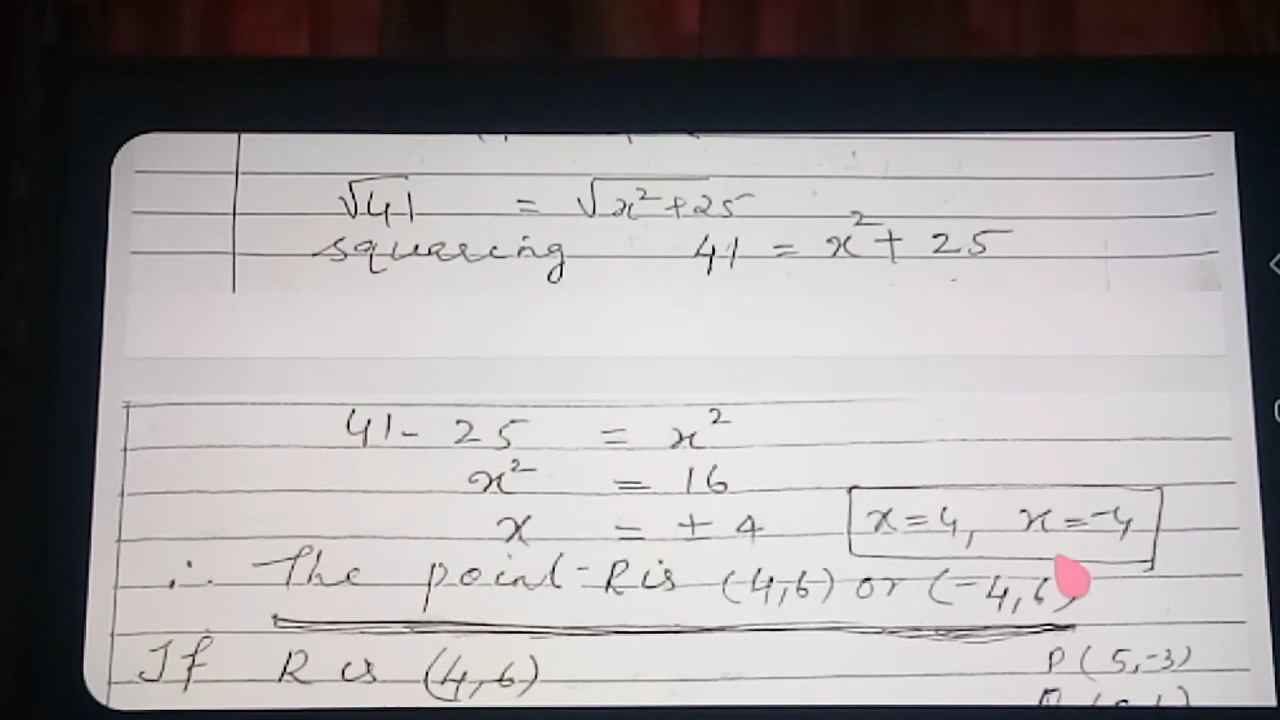 √41 = √x²+25
squaring 41 = x² + 25
41 - 25 = x²
x² = 16
x = ± 4 x = 4, x = -4
∴ The point R is (4,6) or (-4,6)
If R is (4,6) P(5,-3)